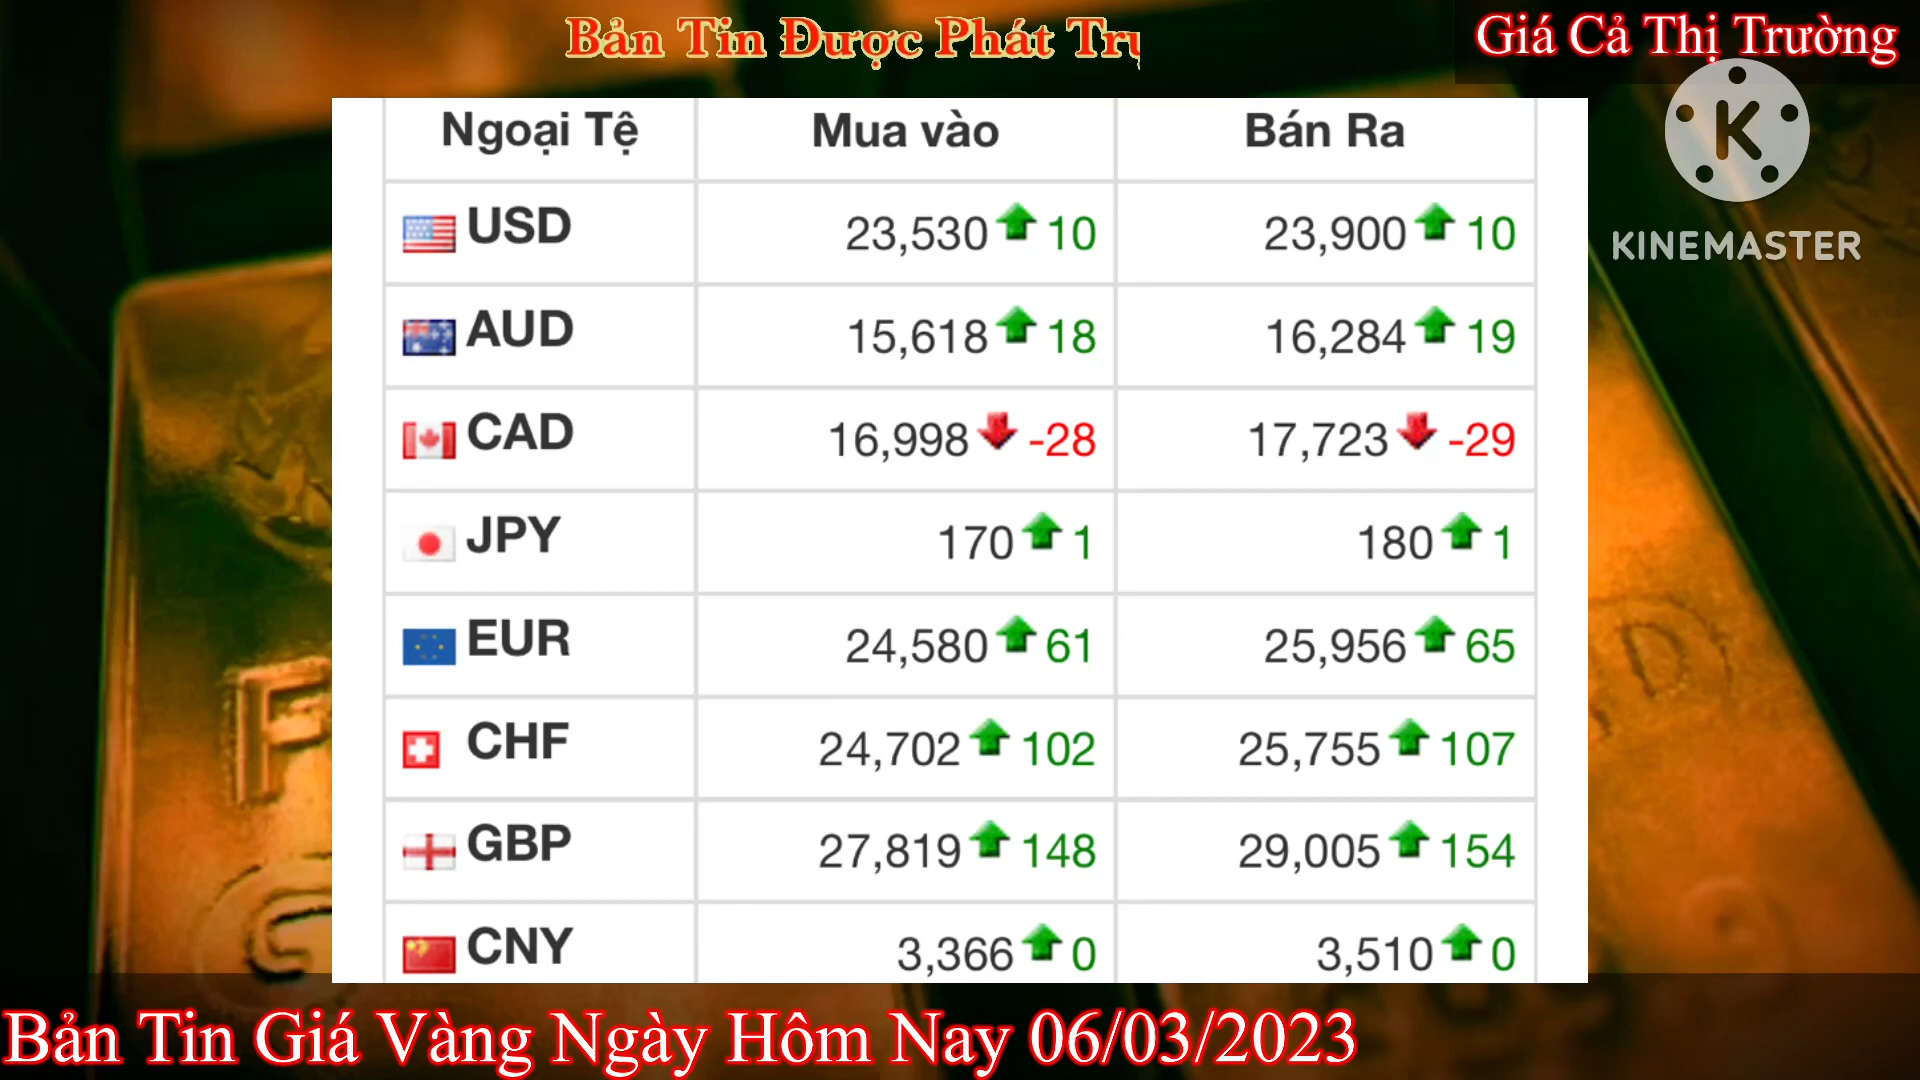 Bản Tin Được Phát Trự
Giá Cả Thị Trường
K
KINEMASTER
Ngoại Tệ Mua vào Bán Ra
USD 23,530 10 23,900 10
AUD 15,618 18 16,284 19
CAD 16,998 -28 17,723 -29
JPY 170 1 180 1
EUR 24,580 61 25,956 65
CHF 24,702 102 25,755 107
GBP 27,819 148 29,005 154
CNY 3,366 0 3,510 0
Bản Tin Giá Vàng Ngày Hôm Nay 06/03/2023